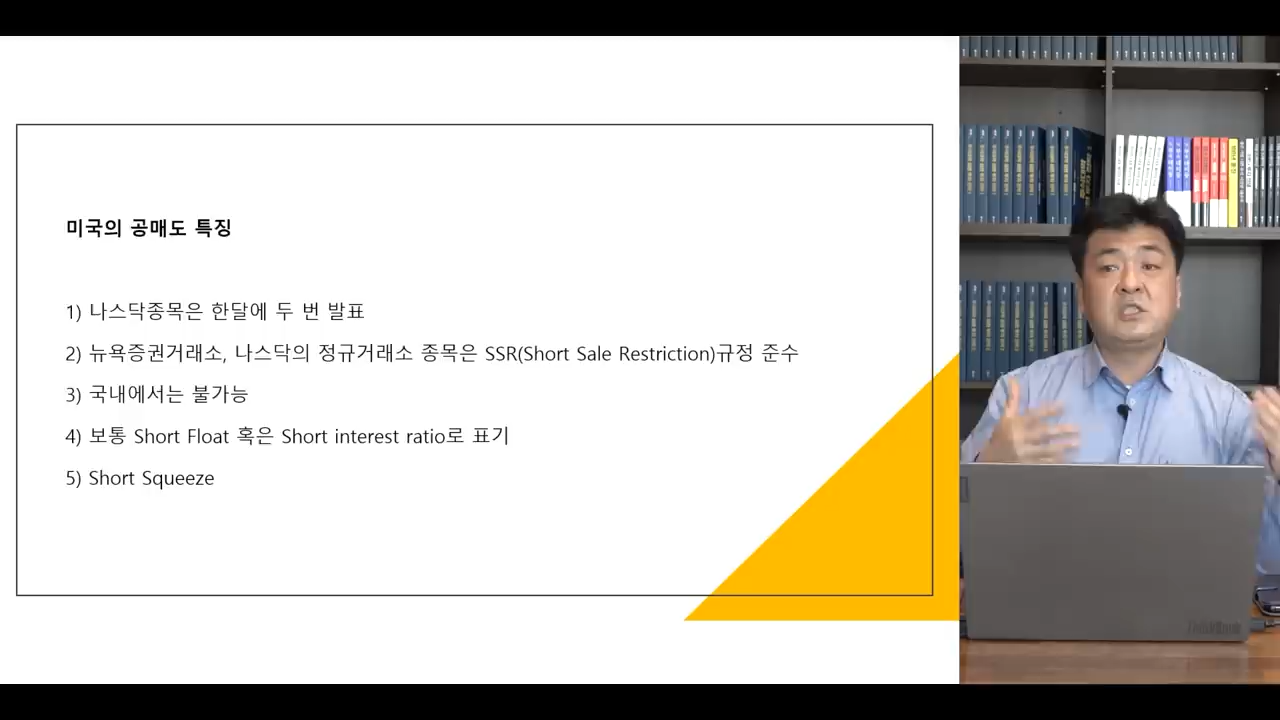 미국의 공매도 특징
1) 나스닥종목은 한달에 두 번 발표
2) 뉴욕증권거래소, 나스닥의 정규거래소 종목은 SSR(Short Sale Restriction)규정 준수
3) 국내에서는 불가능
4) 보통 Short Float 혹은 Short interest ratio로 표기
5) Short Squeeze